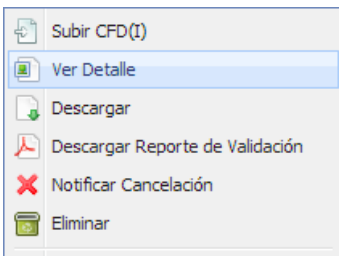 Subir CFD(I)
Ver Detalle
Descargar
Descargar Reporte de Validación
Notificar Cancelación
Eliminar